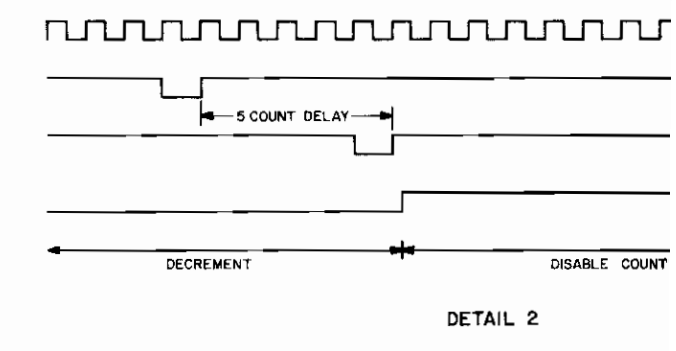 5 COUNT DELAY
DECREMENT
DISABLE COUNT
DETAIL 2